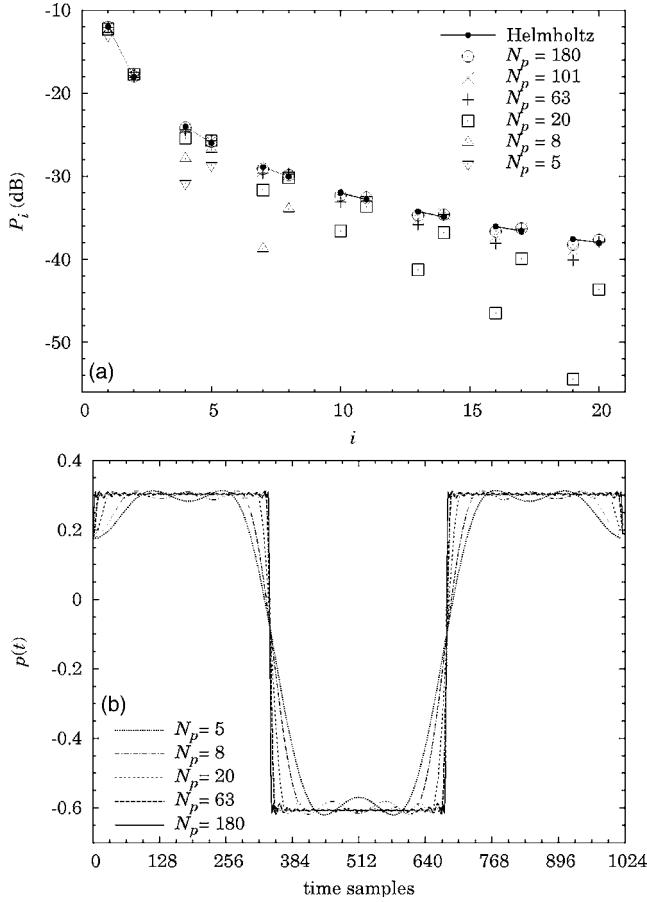 -10
-20
-30
-40
-50
P_i (dB)
Helmholtz
N_p = 180
N_p = 101
N_p = 63
N_p = 20
N_p = 8
N_p = 5
(a)
0 5 10 15 20
i
0.4
0.2
0
-0.2
-0.4
-0.6
p(t)
(b)
N_p = 5
N_p = 8
N_p = 20
N_p = 63
N_p = 180
0 128 256 384 512 640 768 896 1024
time samples